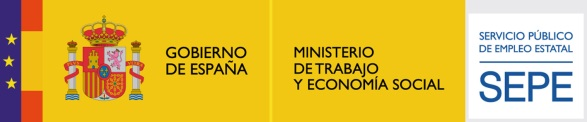 GOBIERNO
DE ESPAÑA
MINISTERIO
DE TRABAJO
Y ECONOMÍA SOCIAL
SERVICIO PÚBLICO
DE EMPLEO ESTATAL
SEPE